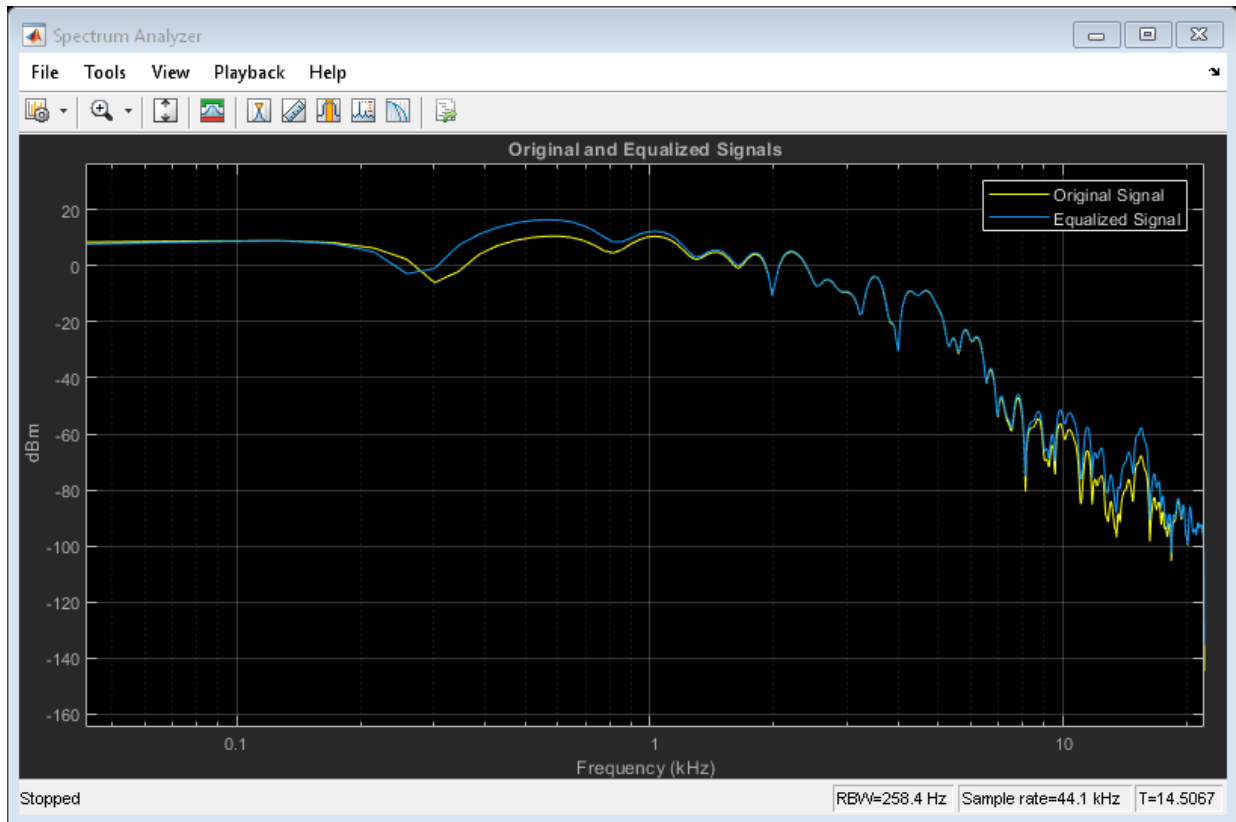 Spectrum Analyzer
File Tools View Playback Help
Original and Equalized Signals
Original Signal
Equalized Signal
20
0
-20
-40
-60
-80
-100
-120
-140
-160
dBm
0.1 1 10
Frequency (kHz)
Stopped RBW=258.4 Hz Sample rate=44.1 kHz T=14.5067